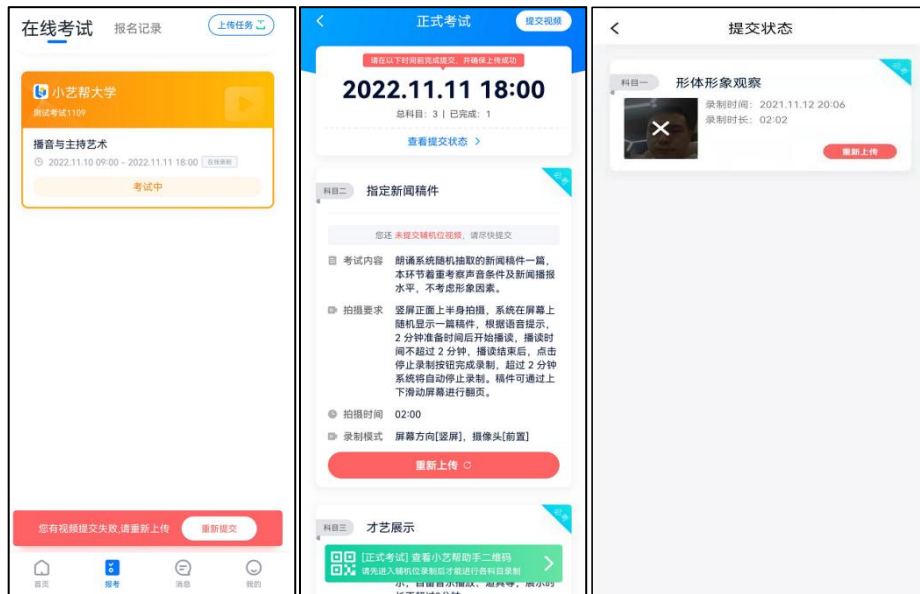 在线考试
报名记录
上传任务
小艺帮大学
测试考试1109
播音与主持艺术
2022.11.10 09:00 - 2022.11.11 18:00
考试中
您有视频提交失败,请重新上传
重新提交
首页
报考
消息
我的
正式考试
提交视频
请在以下时间前完成提交，并确保上传成功
2022.11.11 18:00
总科目：3 | 已完成：1
查看提交状态
必考
科目二
指定新闻稿件
您还 未提交辅机位视频，请尽快提交
考试内容
朗诵系统随机抽取的新闻稿件一篇，
本环节着重考察声音条件及新闻播报
水平，不考虑形象因素。
拍摄要求
竖屏正面上半身拍摄，系统在屏幕上
随机显示一篇稿件，根据语音提示，
2 分钟准备时间后开始播读，播读时
间不超过 2 分钟，播读结束后，点击
停止录制按钮完成录制，超过 2 分钟
系统将自动停止录制。稿件可通过上
下滑动屏幕进行翻页。
拍摄时间
02:00
录制模式
屏幕方向[竖屏]，摄像头[前置]
重新上传
必考
科目三
才艺展示
[正式考试] 查看小艺帮助手二维码
请先进入辅机位录制后才能进行各科目录制
提交状态
必考
科目一
形体形象观察
录制时间：2021.11.12 20:06
录制时长：02:02
重新上传